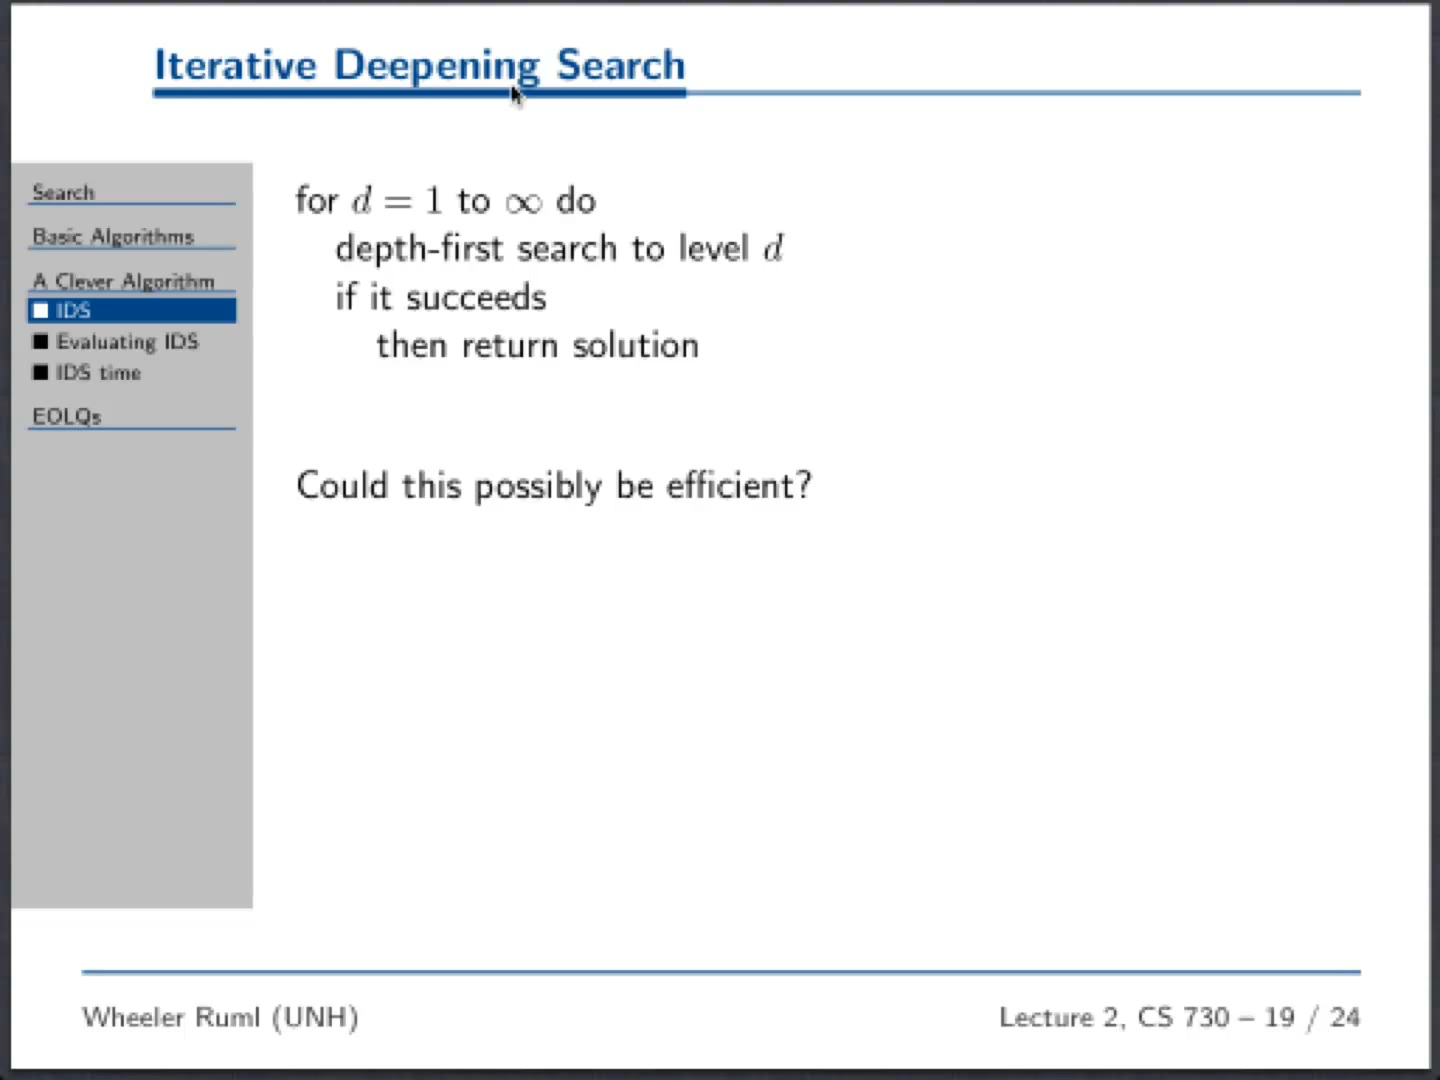 Iterative Deepening Search
Search
Basic Algorithms
A Clever Algorithm
IDS
Evaluating IDS
IDS time
EOLQs
for d = 1 to ∞ do
depth-first search to level d
if it succeeds
then return solution
Could this possibly be efficient?
Wheeler Ruml (UNH)
Lecture 2, CS 730 – 19 / 24